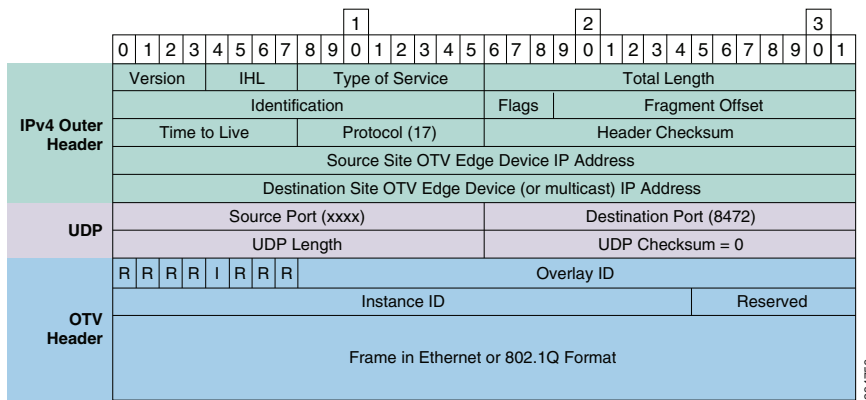 1 2 3
0 1 2 3 4 5 6 7 8 9 0 1 2 3 4 5 6 7 8 9 0 1 2 3 4 5 6 7 8 9 0 1
Version IHL Type of Service Total Length
Identification Flags Fragment Offset
IPv4 Outer Header
Time to Live Protocol (17) Header Checksum
Source Site OTV Edge Device IP Address
Destination Site OTV Edge Device (or multicast) IP Address
UDP
Source Port (xxxx) Destination Port (8472)
UDP Length UDP Checksum = 0
R R R R I R R R Overlay ID
Instance ID Reserved
OTV Header
Frame in Ethernet or 802.1Q Format